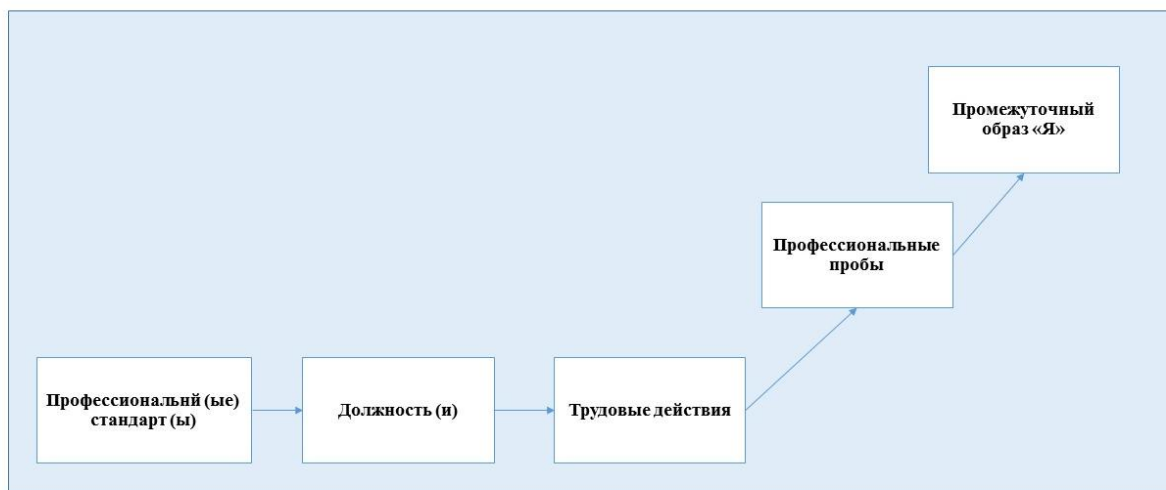 Промежуточный
образ «Я»
Профессиональные
пробы
Профессиональнй (ые)
стандарт (ы)
Должность (и)
Трудовые действия